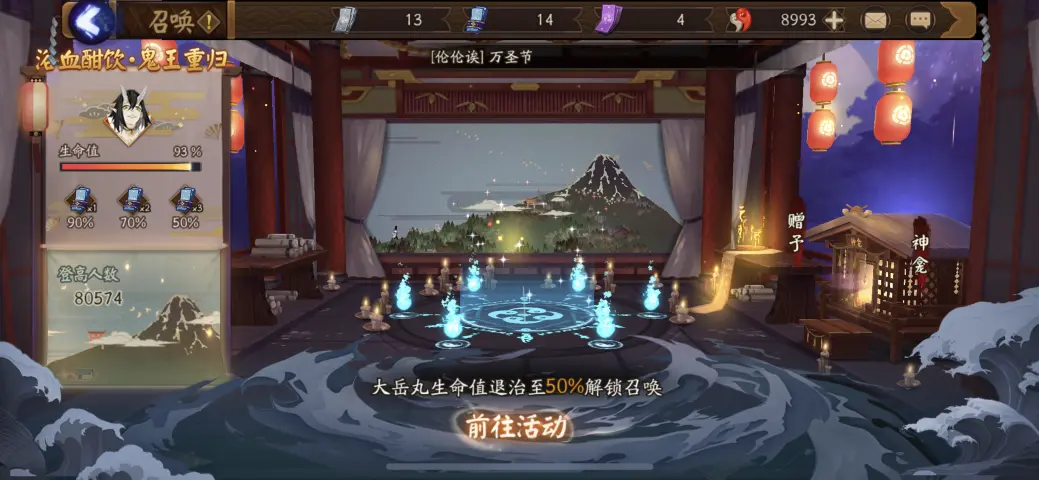 召唤
13
14
4
8993
浴血酣饮·鬼王重归
[伦伦诶] 万圣节
生命值 93%
x1 x2 x3
90% 70% 50%
登高人数
80574
赠予
神龛
大岳丸生命值退治至50%解锁召唤
前往活动